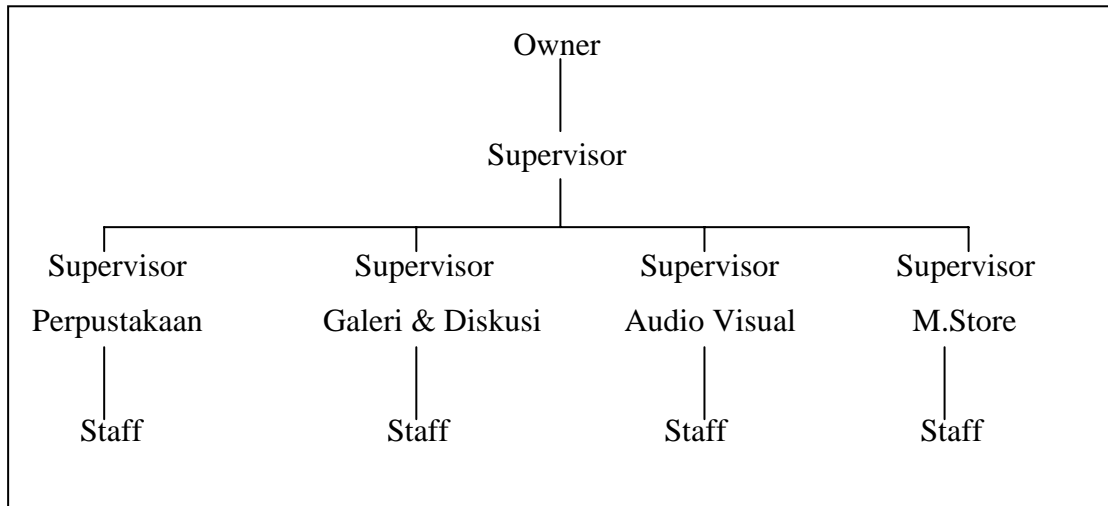 Owner
Supervisor
Supervisor Supervisor Supervisor Supervisor
Perpustakaan Galeri & Diskusi Audio Visual M.Store
Staff Staff Staff Staff